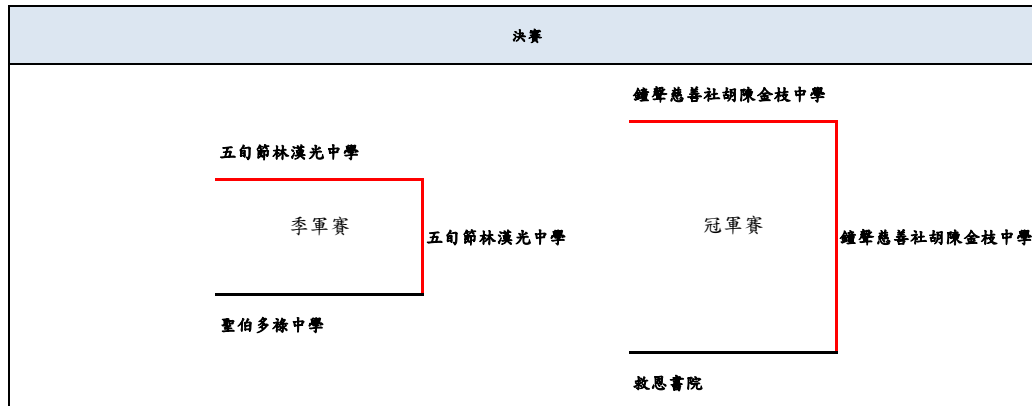 決賽
鐘聲慈善社胡陳金枝中學
五旬節林漢光中學
季軍賽
冠軍賽
五旬節林漢光中學
鐘聲慈善社胡陳金枝中學
聖伯多祿中學
救恩書院